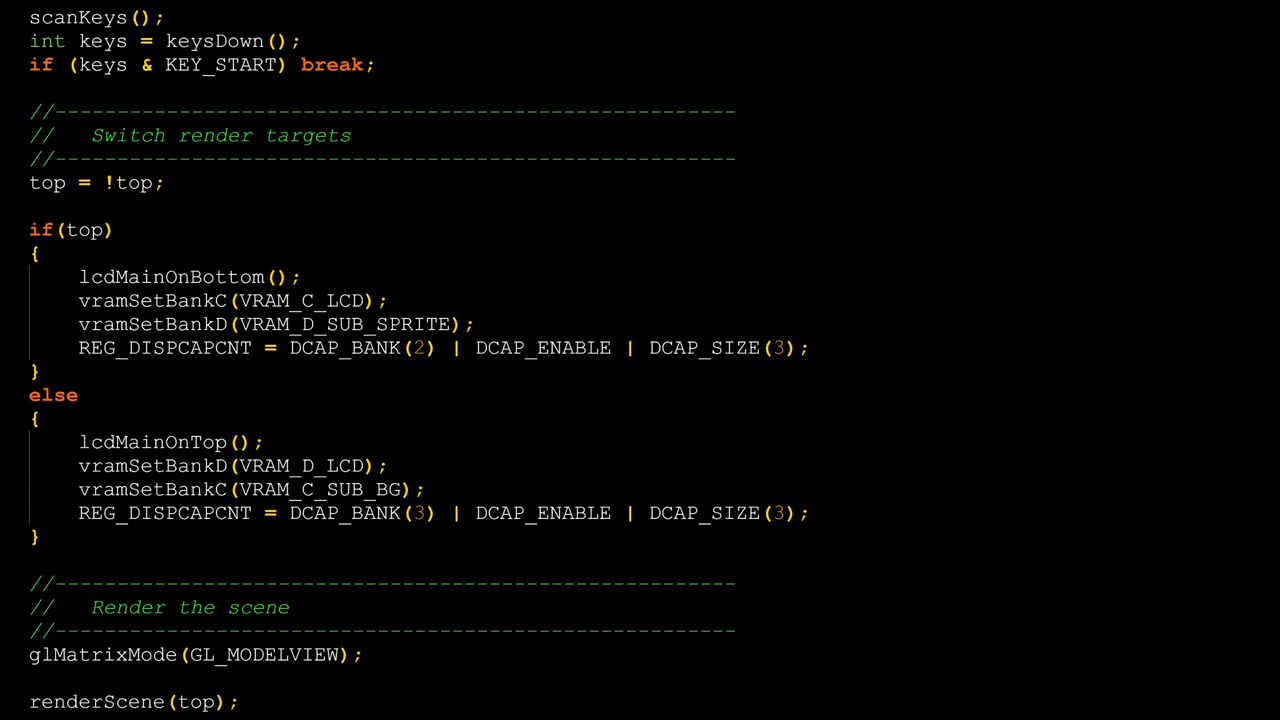 scanKeys();
int keys = keysDown();
if (keys & KEY_START) break;
//-------------------------------------------------------
//   Switch render targets
//-------------------------------------------------------
top = !top;
if(top)
{
    lcdMainOnBottom();
    vramSetBankC(VRAM_C_LCD);
    vramSetBankD(VRAM_D_SUB_SPRITE);
    REG_DISPCAPCNT = DCAP_BANK(2) | DCAP_ENABLE | DCAP_SIZE(3);
}
else
{
    lcdMainOnTop();
    vramSetBankD(VRAM_D_LCD);
    vramSetBankC(VRAM_C_SUB_BG);
    REG_DISPCAPCNT = DCAP_BANK(3) | DCAP_ENABLE | DCAP_SIZE(3);
}
//-------------------------------------------------------
//   Render the scene
//-------------------------------------------------------
glMatrixMode(GL_MODELVIEW);
renderScene(top);